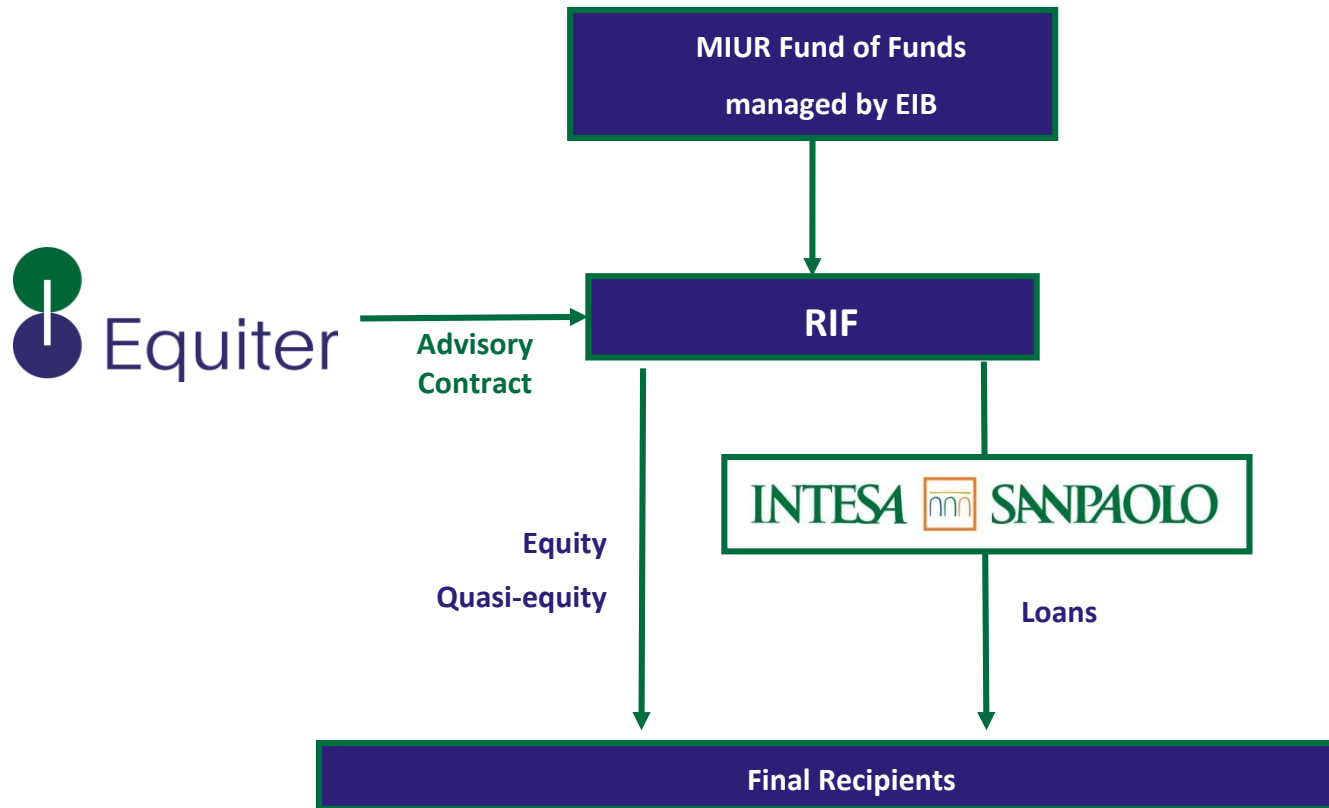 MIUR Fund of Funds
managed by EIB
Equiter
Advisory
Contract
RIF
INTESA SANPAOLO
Equity
Quasi-equity
Loans
Final Recipients